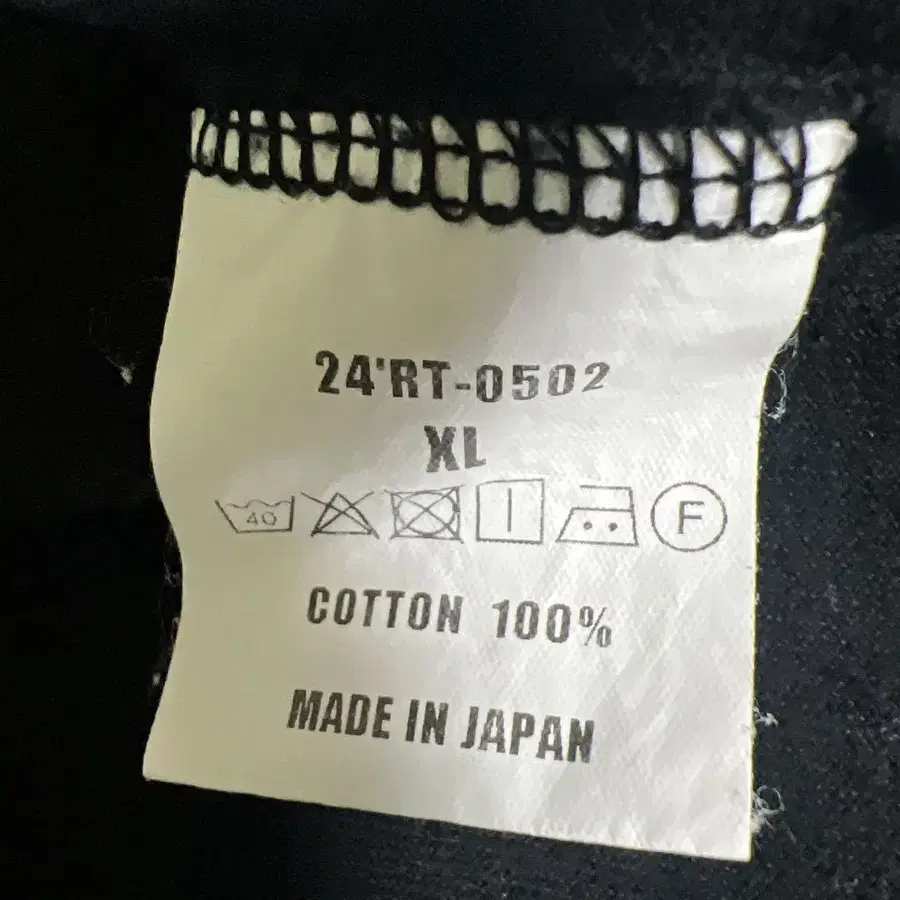 24'RT-0502
XL
40 F
COTTON 100%
MADE IN JAPAN